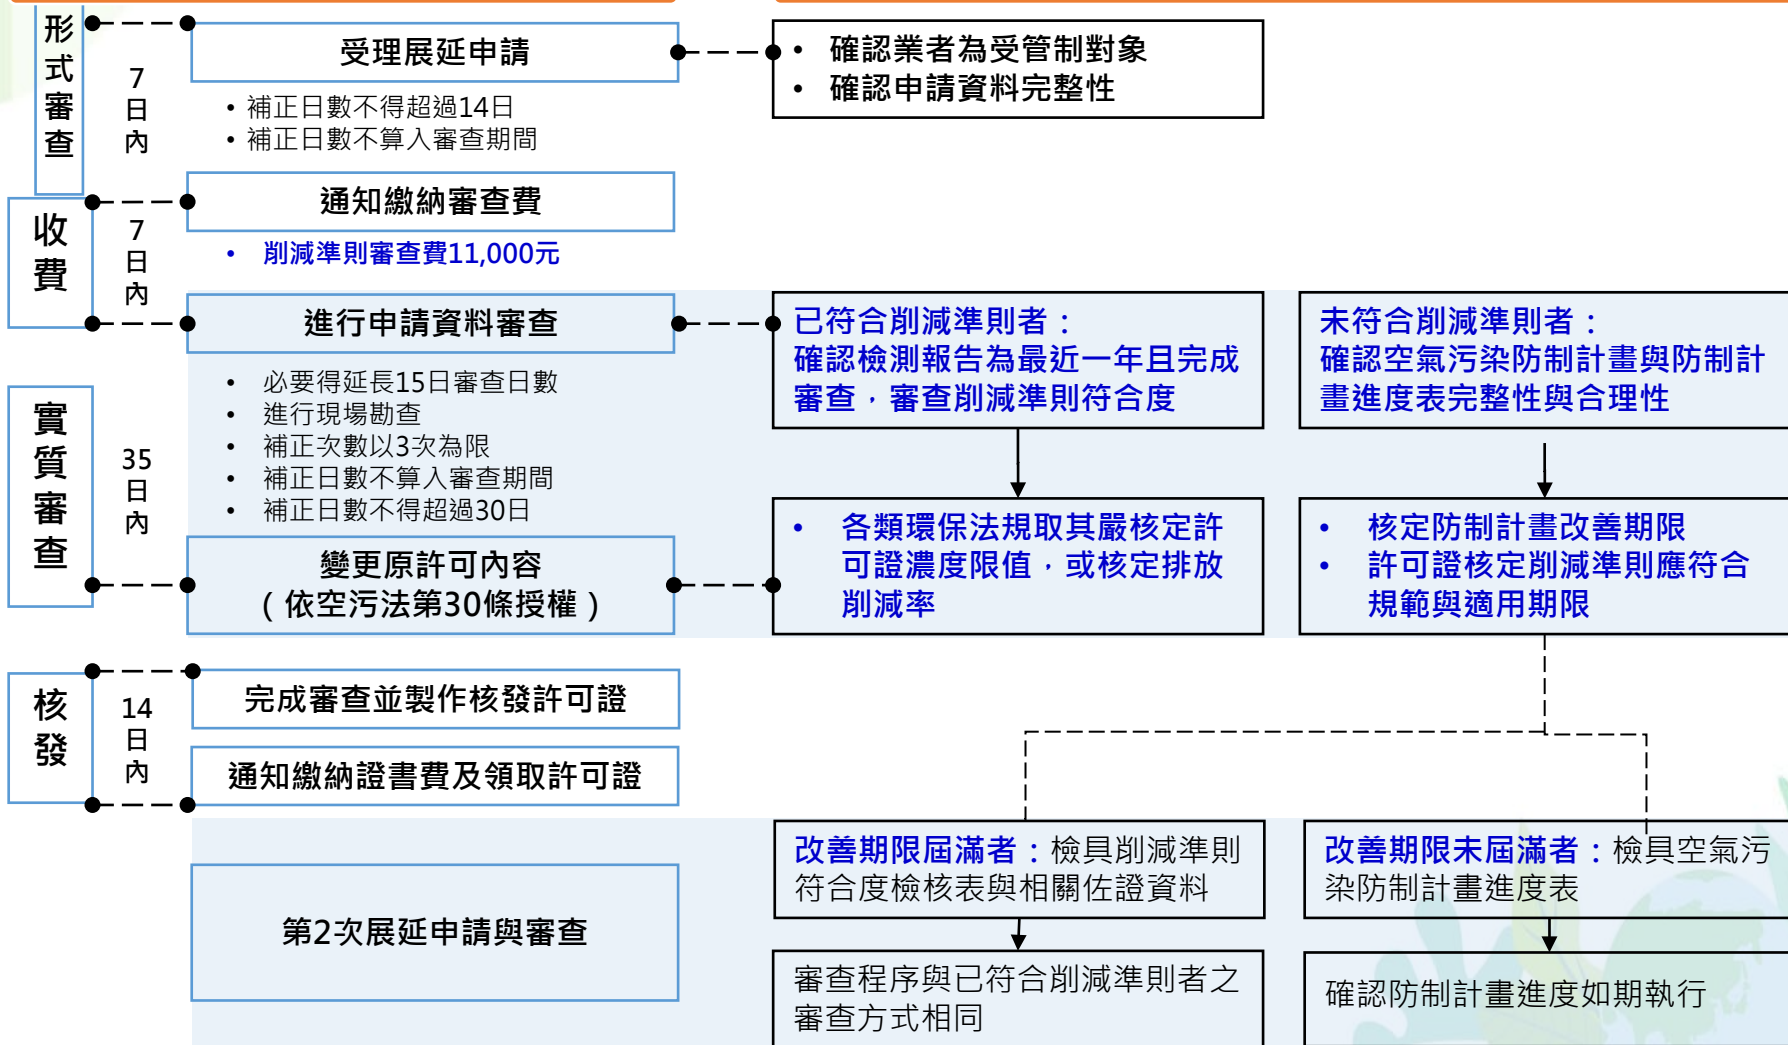 形式審查
7日內
受理展延申請
• 補正日數不得超過14日
• 補正日數不算入審查期間
• 確認業者為受管制對象
• 確認申請資料完整性
收費
7日內
通知繳納審查費
• 削減準則審查費11,000元
實質審查
35日內
進行申請資料審查
• 必要得延長15日審查日數
• 進行現場勘查
• 補正次數以3次為限
• 補正日數不算入審查期間
• 補正日數不得超過30日
變更原許可內容
(依空污法第30條授權)
已符合削減準則者：
確認檢測報告為最近一年且完成
審查，審查削減準則符合度
未符合削減準則者：
確認空氣污染防制計畫與防制計
畫進度表完整性與合理性
• 各類環保法規取其嚴核定許
可證濃度限值，或核定排放
削減率
• 核定防制計畫改善期限
• 許可證核定削減準則應符合
規範與適用期限
核發
14日內
完成審查並製作核發許可證
通知繳納證書費及領取許可證
第2次展延申請與審查
改善期限屆滿者：檢具削減準則
符合度檢核表與相關佐證資料
改善期限未屆滿者：檢具空氣污
染防制計畫進度表
審查程序與已符合削減準則者之
審查方式相同
確認防制計畫進度如期執行